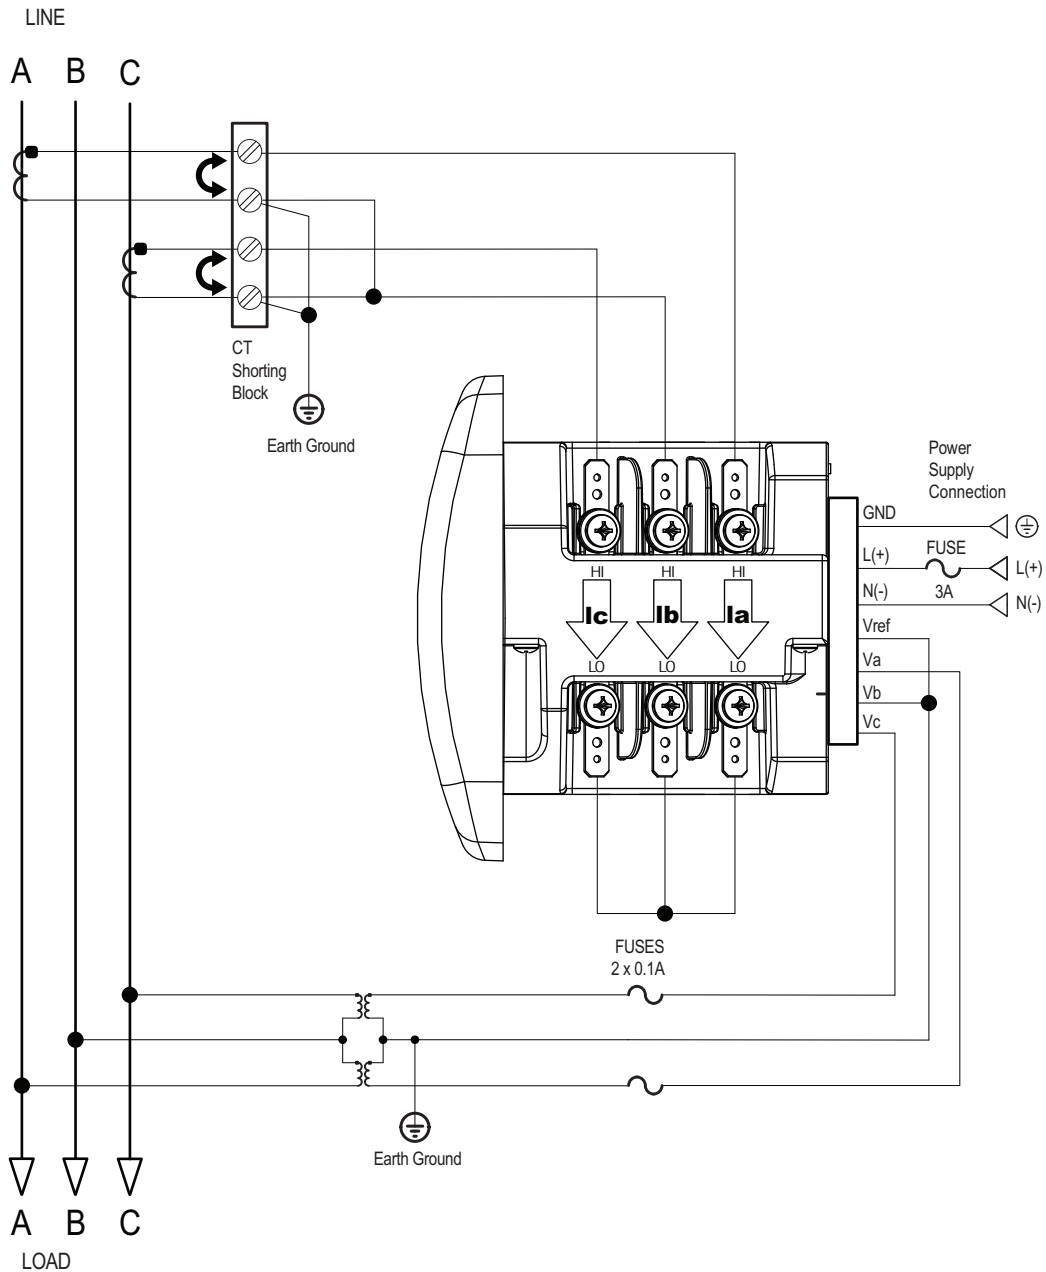 LINE
A B C
CT
Shorting
Block
Earth Ground
Power
Supply
Connection
GND
L(+)
FUSE
L(+)
N(-)
3A
N(-)
Vref
Va
Vb
Vc
HI HI HI
Ic Ib Ia
LO LO LO
FUSES
2 x 0.1A
Earth Ground
A B C
LOAD